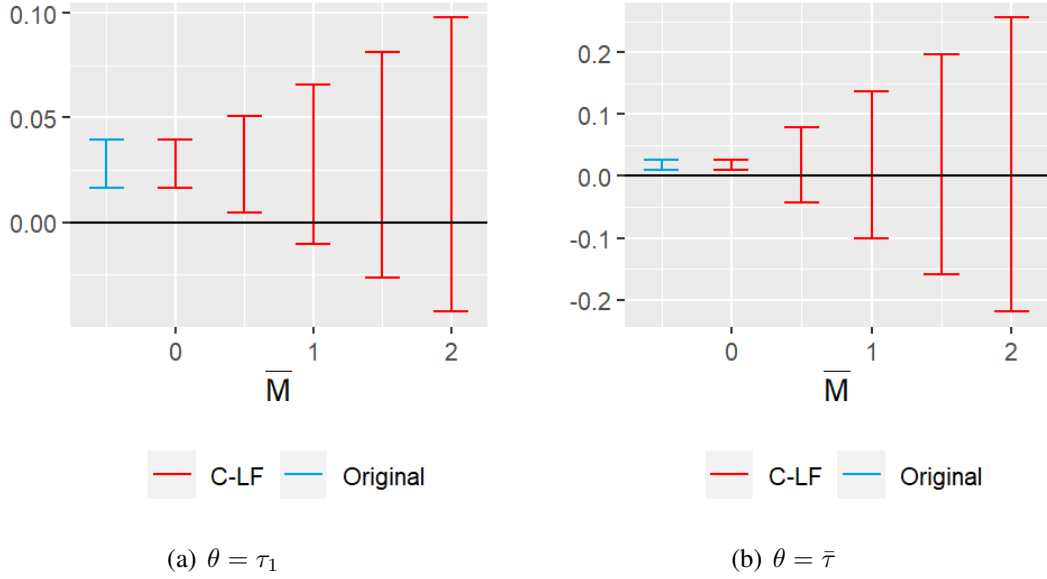 0.10
0.05
0.00
0 1 2
M̅
C-LF Original
(a) θ = τ₁
0.2
0.1
0.0
-0.1
-0.2
0 1 2
M̅
C-LF Original
(b) θ = τ̄